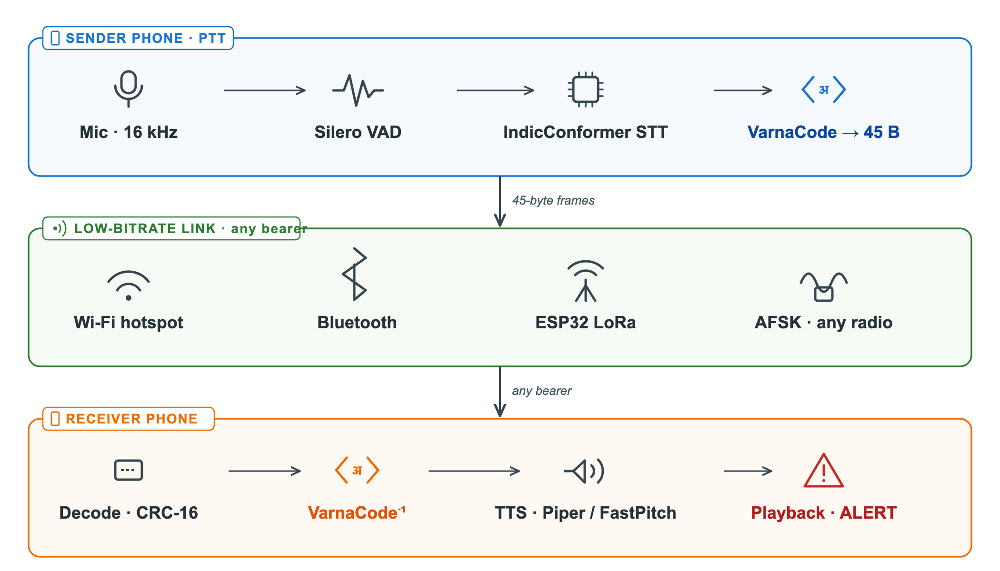 SENDER PHONE · PTT
अ
Mic · 16 kHz
Silero VAD
IndicConformer STT
VarnaCode → 45 B
45-byte frames
LOW-BITRATE LINK · any bearer
Wi-Fi hotspot
Bluetooth
ESP32 LoRa
AFSK · any radio
any bearer
RECEIVER PHONE
अ
Decode · CRC-16
VarnaCode⁻¹
TTS · Piper / FastPitch
Playback · ALERT